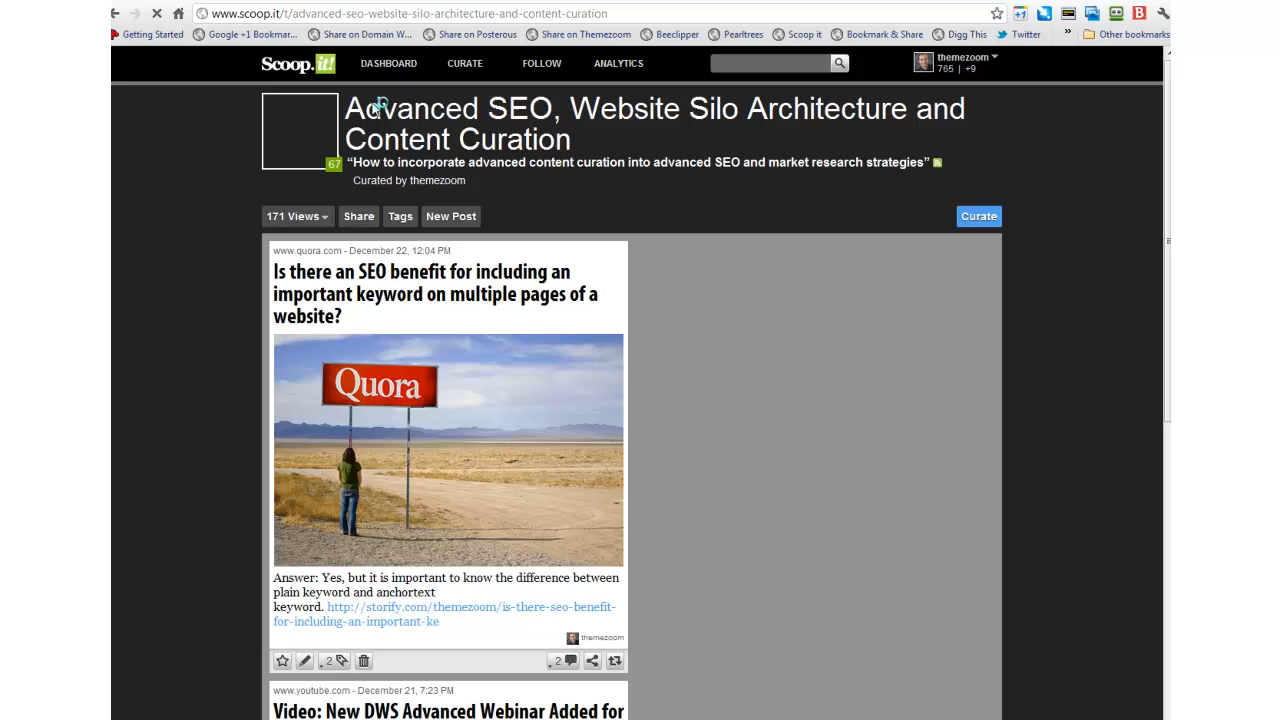 www.scoop.it/t/advanced-seo-website-silo-architecture-and-content-curation
Getting Started Google +1 Bookmar... Share on Domain W... Share on Posterous Share on Themezoom Beeclipper Pearltrees Scoop it Bookmark & Share Digg This Twitter » Other bookmarks
Scoop.it! DASHBOARD CURATE FOLLOW ANALYTICS themezoom
765 | +9
Advanced SEO, Website Silo Architecture and
Content Curation
67 “How to incorporate advanced content curation into advanced SEO and market research strategies”
Curated by themezoom
171 Views Share Tags New Post Curate
www.quora.com - December 22, 12:04 PM
Is there an SEO benefit for including an
important keyword on multiple pages of a
website?
Quora
Answer: Yes, but it is important to know the difference between
plain keyword and anchortext
keyword. http://storify.com/themezoom/is-there-seo-benefit-
for-including-an-important-ke
themezoom
2 2
www.youtube.com - December 21, 7:23 PM
Video: New DWS Advanced Webinar Added for